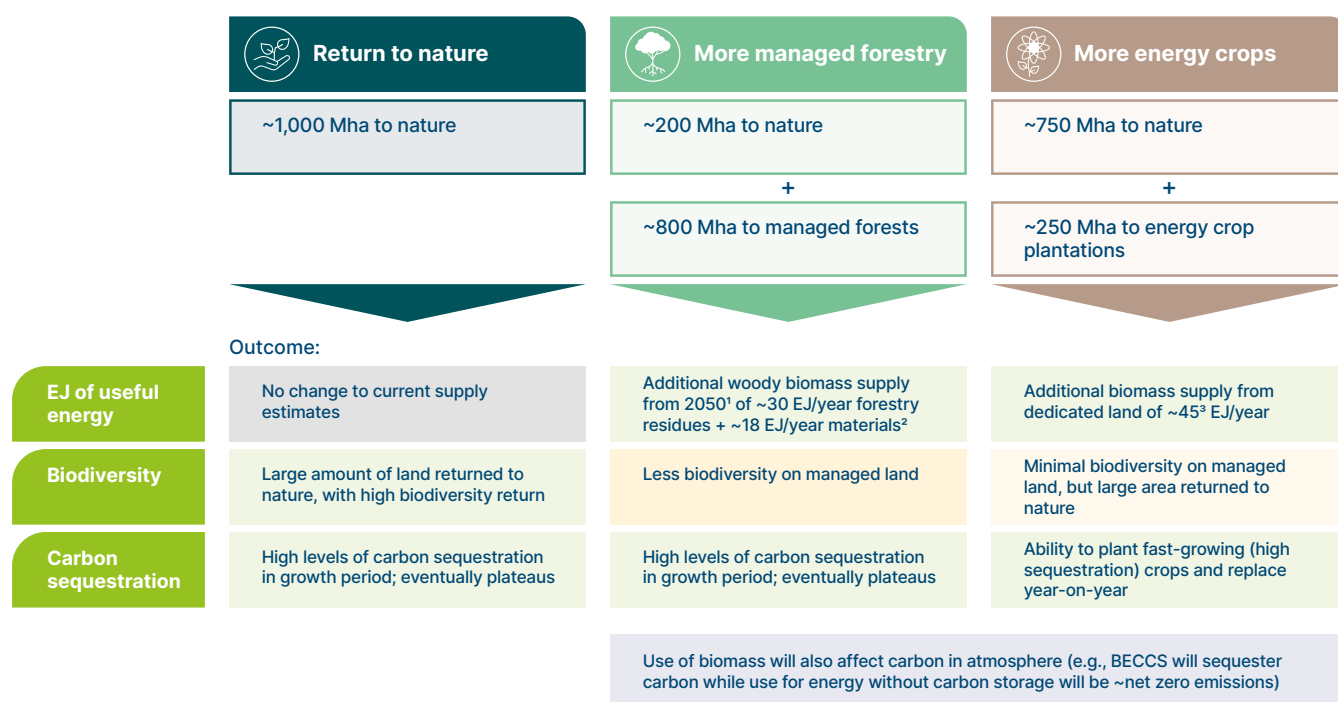 Return to nature
More managed forestry
More energy crops
~1,000 Mha to nature
~200 Mha to nature
~750 Mha to nature
+
+
~800 Mha to managed forests
~250 Mha to energy crop
plantations
Outcome:
EJ of useful
energy
No change to current supply
estimates
Additional woody biomass supply
from 2050¹ of ~30 EJ/year forestry
residues + ~18 EJ/year materials²
Additional biomass supply from
dedicated land of ~45³ EJ/year
Biodiversity
Large amount of land returned to
nature, with high biodiversity return
Less biodiversity on managed land
Minimal biodiversity on managed
land, but large area returned to
nature
Carbon
sequestration
High levels of carbon sequestration
in growth period; eventually plateaus
High levels of carbon sequestration
in growth period; eventually plateaus
Ability to plant fast-growing (high
sequestration) crops and replace
year-on-year
Use of biomass will also affect carbon in atmosphere (e.g., BECCS will sequester
carbon while use for energy without carbon storage will be ~net zero emissions)